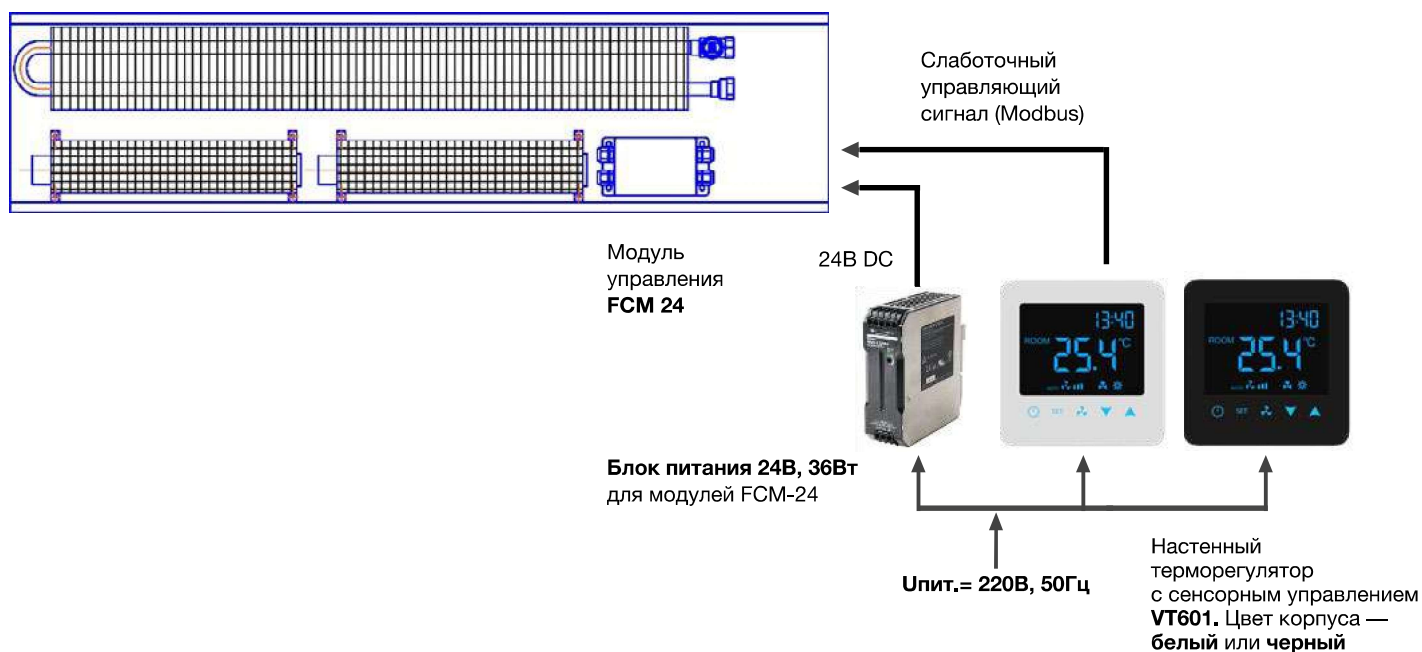 Слаботочный
управляющий
сигнал (Modbus)
Модуль
управления
FCM 24
24В DC
13:40
ROOM 25.4 °C
AUTO
SET
13:40
ROOM 25.4 °C
AUTO
SET
Блок питания 24В, 36Вт
для модулей FCM-24
Uпит.= 220В, 50Гц
Настенный
терморегулятор
с сенсорным управлением
VT601. Цвет корпуса —
белый или черный